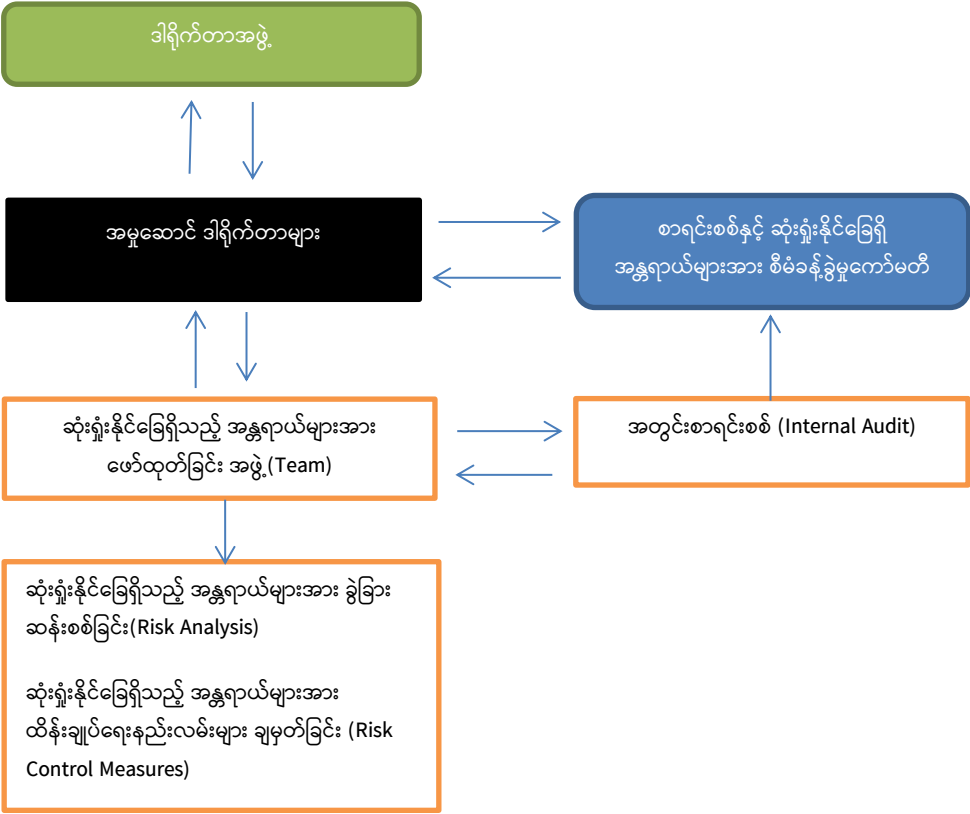 ဒါရိုက်တာအဖွဲ့
အမှုဆောင် ဒါရိုက်တာများ
စာရင်းစစ်နှင့် ဆုံးရှုံးနိုင်ခြေရှိ
အန္တရာယ်များအား စီမံခန့်ခွဲမှုကော်မတီ
ဆုံးရှုံးနိုင်ခြေရှိသည့် အန္တရာယ်များအား
ဖော်ထုတ်ခြင်း အဖွဲ့(Team)
အတွင်းစာရင်းစစ် (Internal Audit)
ဆုံးရှုံးနိုင်ခြေရှိသည့် အန္တရာယ်များအား ခွဲခြား
ဆန်းစစ်ခြင်း(Risk Analysis)
ဆုံးရှုံးနိုင်ခြေရှိသည့် အန္တရာယ်များအား
ထိန်းချုပ်ရေးနည်းလမ်းများ ချမှတ်ခြင်း (Risk
Control Measures)